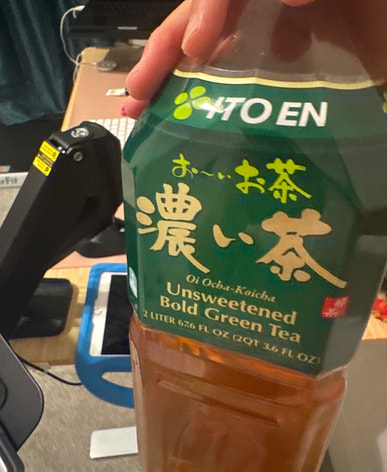 ITO EN
お〜いお茶
濃い茶
Oi Ocha-Koicha
Unsweetened
Bold Green Tea
2 LITER 67.6 FL OZ (2QT 3.6 FL OZ)